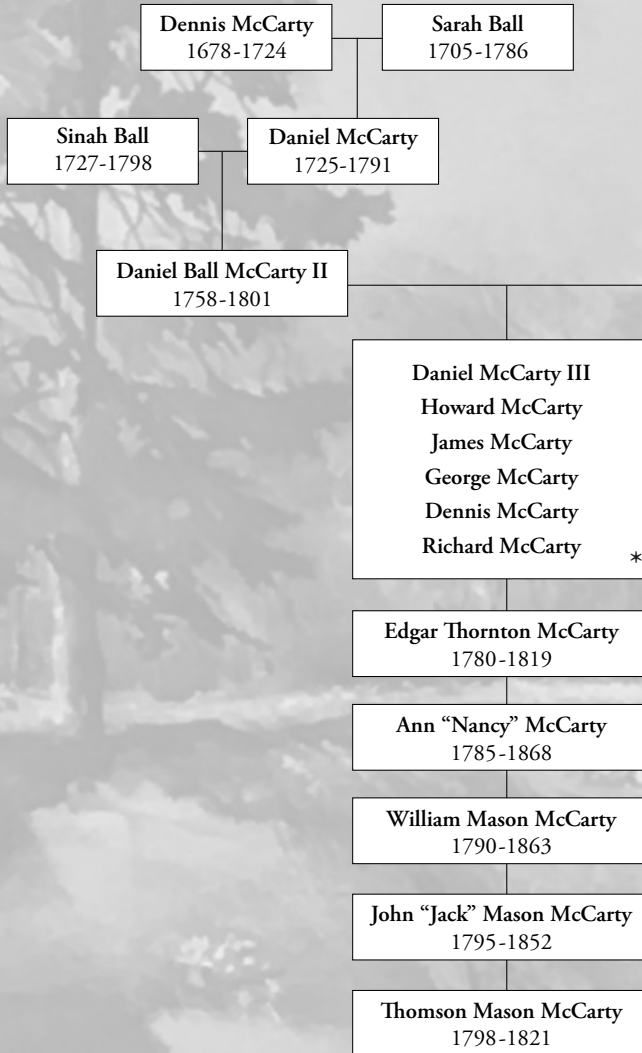 Dennis McCarty
1678-1724
Sarah Ball
1705-1786
Sinah Ball
1727-1798
Daniel McCarty
1725-1791
Daniel Ball McCarty II
1758-1801
Daniel McCarty III
Howard McCarty
James McCarty
George McCarty
Dennis McCarty
Richard McCarty
*
Edgar Thornton McCarty
1780-1819
Ann “Nancy” McCarty
1785-1868
William Mason McCarty
1790-1863
John “Jack” Mason McCarty
1795-1852
Thomson Mason McCarty
1798-1821